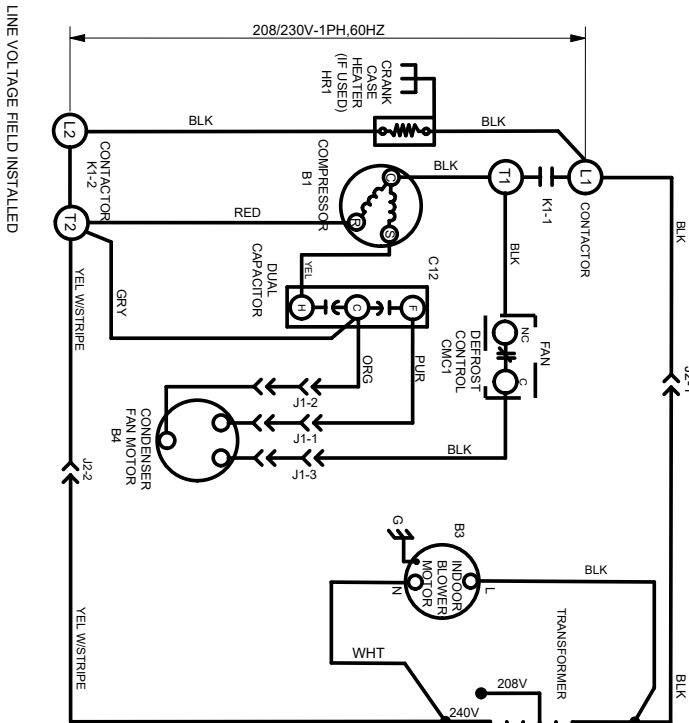 LINE VOLTAGE FIELD INSTALLED
208/230V-1PH,60HZ
CRANK
CASE
HEATER
(IF USED)
HR1
L2
BLK
BLK
CONTACTOR
K1-2
COMPRESSOR
B1
C
R
S
BLK
T1
K1-1
L1
CONTACTOR
BLK
T2
RED
YEL
BLK
GRY
YEL W/STRIPE
DUAL
CAPACITOR
C12
H
C
F
NC
C
FAN
DEFROST
CONTROL
CMC1
ORG
PUR
J1-2
J1-1
J1-3
BLK
CONDENSER
FAN MOTOR
B4
J2-1
J2-2
G
B3
INDOOR
BLOWER
MOTOR
N
L
BLK
TRANSFORMER
YEL W/STRIPE
WHT
208V
240V
BLK